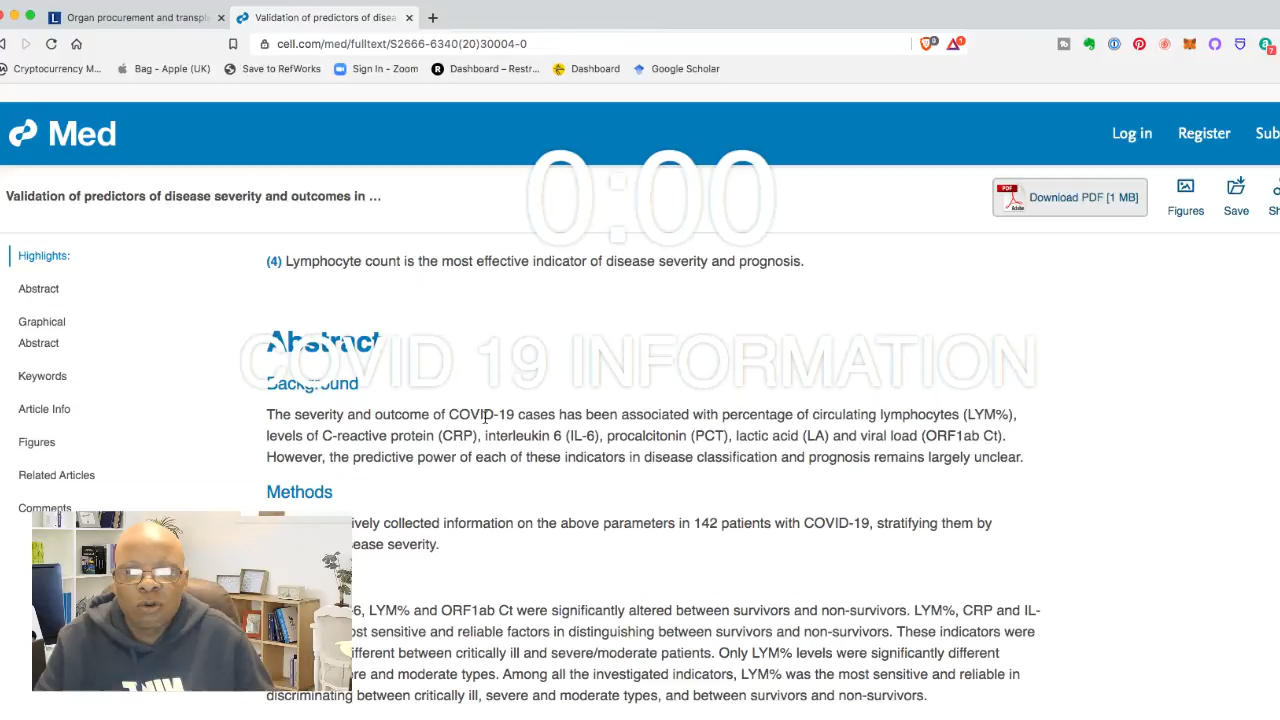 Organ procurement and transpl
Validation of predictors of disea
cell.com/med/fulltext/S2666-6340(20)30004-0
Cryptocurrency M...
Bag - Apple (UK)
Save to RefWorks
Sign In - Zoom
Dashboard – Restr...
Dashboard
Google Scholar
Med
Log in
Register
Sub
0:00
Validation of predictors of disease severity and outcomes in ...
PDF
Adobe
Download PDF [1 MB]
Figures
Save
Sh
Highlights:
Abstract
Graphical
Abstract
Keywords
Article Info
Figures
Related Articles
Comments
(4) Lymphocyte count is the most effective indicator of disease severity and prognosis.
Abstract
COVID 19 INFORMATION
Background
The severity and outcome of COVID-19 cases has been associated with percentage of circulating lymphocytes (LYM%),
levels of C-reactive protein (CRP), interleukin 6 (IL-6), procalcitonin (PCT), lactic acid (LA) and viral load (ORF1ab Ct).
However, the predictive power of each of these indicators in disease classification and prognosis remains largely unclear.
Methods
ively collected information on the above parameters in 142 patients with COVID-19, stratifying them by
ease severity.
6, LYM% and ORF1ab Ct were significantly altered between survivors and non-survivors. LYM%, CRP and IL-
ost sensitive and reliable factors in distinguishing between survivors and non-survivors. These indicators were
ifferent between critically ill and severe/moderate patients. Only LYM% levels were significantly different
re and moderate types. Among all the investigated indicators, LYM% was the most sensitive and reliable in
discriminating between critically ill, severe and moderate types, and between survivors and non-survivors.